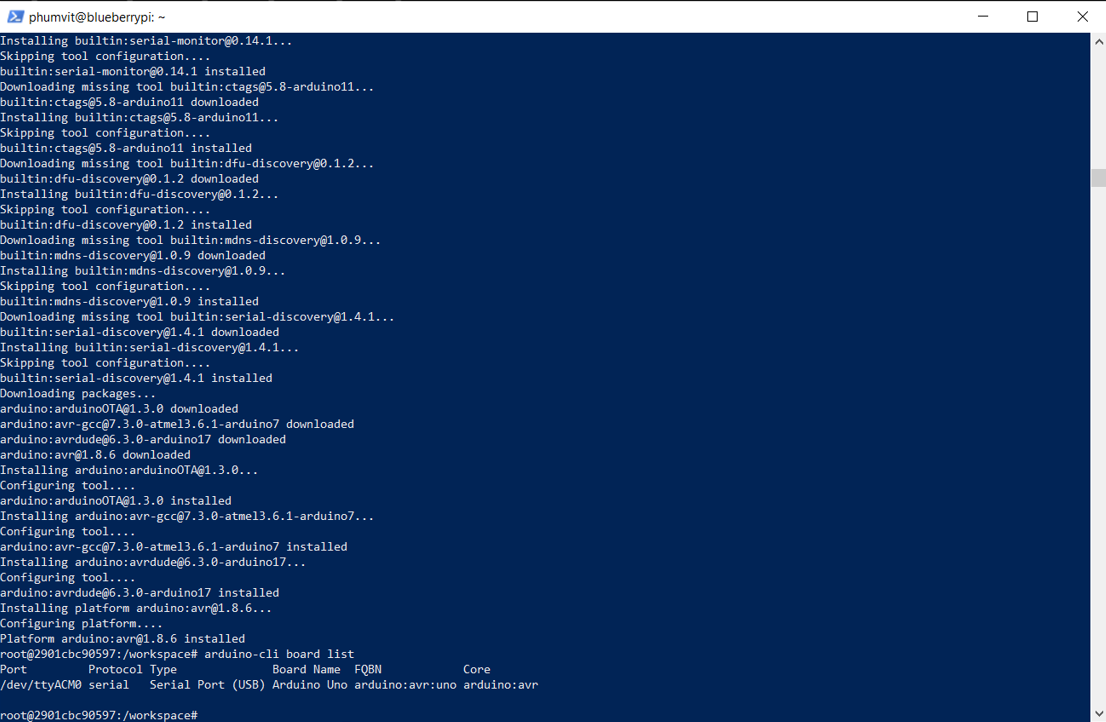 phumvit@blueberrypi: ~
Installing builtin:serial-monitor@0.14.1...
Skipping tool configuration....
builtin:serial-monitor@0.14.1 installed
Downloading missing tool builtin:ctags@5.8-arduino11...
builtin:ctags@5.8-arduino11 downloaded
Installing builtin:ctags@5.8-arduino11...
Skipping tool configuration....
builtin:ctags@5.8-arduino11 installed
Downloading missing tool builtin:dfu-discovery@0.1.2...
builtin:dfu-discovery@0.1.2 downloaded
Installing builtin:dfu-discovery@0.1.2...
Skipping tool configuration....
builtin:dfu-discovery@0.1.2 installed
Downloading missing tool builtin:mdns-discovery@1.0.9...
builtin:mdns-discovery@1.0.9 downloaded
Installing builtin:mdns-discovery@1.0.9...
Skipping tool configuration....
builtin:mdns-discovery@1.0.9 installed
Downloading missing tool builtin:serial-discovery@1.4.1...
builtin:serial-discovery@1.4.1 downloaded
Installing builtin:serial-discovery@1.4.1...
Skipping tool configuration....
builtin:serial-discovery@1.4.1 installed
Downloading packages...
arduino:arduinoOTA@1.3.0 downloaded
arduino:avr-gcc@7.3.0-atmel3.6.1-arduino7 downloaded
arduino:avrdude@6.3.0-arduino17 downloaded
arduino:avr@1.8.6 downloaded
Installing arduino:arduinoOTA@1.3.0...
Configuring tool....
arduino:arduinoOTA@1.3.0 installed
Installing arduino:avr-gcc@7.3.0-atmel3.6.1-arduino7...
Configuring tool....
arduino:avr-gcc@7.3.0-atmel3.6.1-arduino7 installed
Installing arduino:avrdude@6.3.0-arduino17...
Configuring tool....
arduino:avrdude@6.3.0-arduino17 installed
Installing platform arduino:avr@1.8.6...
Configuring platform....
Platform arduino:avr@1.8.6 installed
root@2901cbc90597:/workspace# arduino-cli board list
Port         Protocol Type              Board Name  FQBN            Core
/dev/ttyACM0 serial   Serial Port (USB) Arduino Uno arduino:avr:uno arduino:avr
root@2901cbc90597:/workspace#